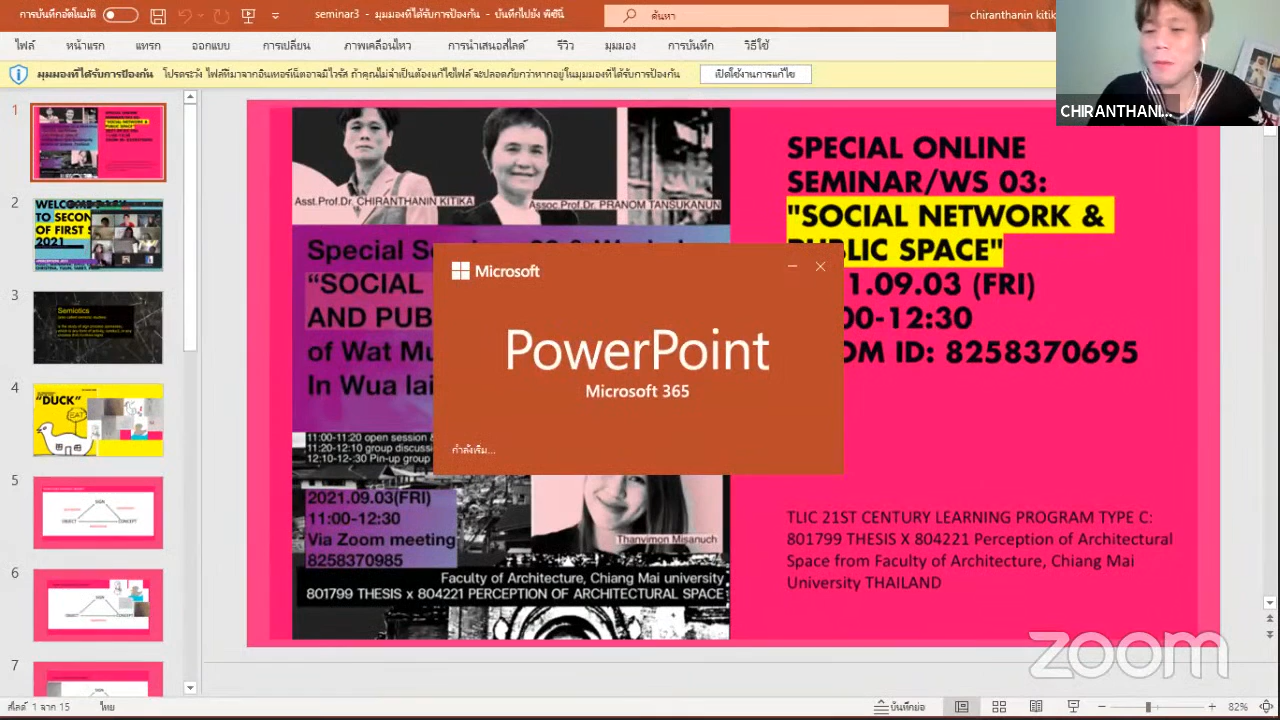 การบันทึกอัตโนมัติ
seminar3 - มุมมองที่ได้รับการป้องกัน - บันทึกไปยัง พีซีนี้
ค้นหา
chiranthanin kitik
ไฟล์ หน้าแรก แทรก ออกแบบ การเปลี่ยน ภาพเคลื่อนไหว การนำเสนอสไลด์ รีวิว มุมมอง การบันทึก วิธีใช้
มุมมองที่ได้รับการป้องกัน โปรดระวัง ไฟล์ที่มาจากอินเทอร์เน็ตอาจมีไวรัส ถ้าคุณไม่จำเป็นต้องแก้ไขไฟล์ จะปลอดภัยกว่าหากอยู่ในมุมมองที่ได้รับการป้องกัน
เปิดใช้งานการแก้ไข
CHIRANTHANI...
1
2
3
Semiotics
4
"DUCK"
EAT
5
SIGN
OBJECT CONCEPT
6
SIGN
OBJECT CONCEPT
7
SIGN
Asst.Prof.Dr. CHIRANTHANIN KITIKA
Assoc.Prof.Dr. PRANOM TANSUKANUN
Special Se
"SOCIAL
AND PUB
of Wat Mu
In Wua lai
11:00-11:20 open session &
11:20-12:10 group discussi
12:10-12-:30 Pin-up group
2021.09.03(FRI)
11:00-12:30
Via Zoom meeting
8258370985
Thanyimon Misanuch
Faculty of Architecture, Chiang Mai university
801799 THESIS x 804221 PERCEPTION OF ARCHITECTURAL SPACE
SPECIAL ONLINE
SEMINAR/WS 03:
"SOCIAL NETWORK &
PUBLIC SPACE"
1.09.03 (FRI)
00-12:30
OM ID: 8258370695
TLIC 21ST CENTURY LEARNING PROGRAM TYPE C:
801799 THESIS X 804221 Perception of Architectural
Space from Faculty of Architecture, Chiang Mai
University THAILAND
Microsoft
PowerPoint
Microsoft 365
กำลังเริ่ม...
zoom
สไลด์ 1 จาก 15
ไทย
บันทึกย่อ
82%